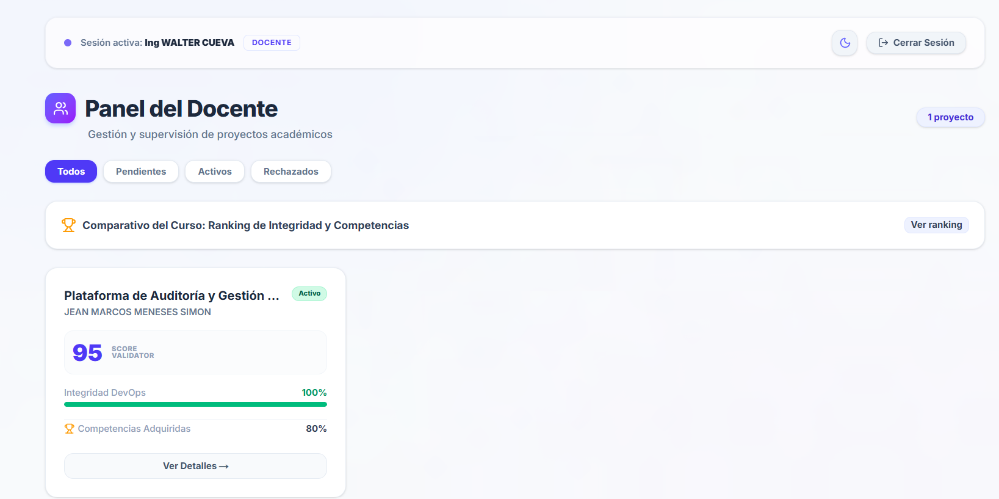 Sesión activa: Ing WALTER CUEVA DOCENTE Cerrar Sesión
Panel del Docente
Gestión y supervisión de proyectos académicos
1 proyecto
Todos Pendientes Activos Rechazados
Comparativo del Curso: Ranking de Integridad y Competencias Ver ranking
Plataforma de Auditoría y Gestión ... Activo
JEAN MARCOS MENESES SIMON
95 SCORE
VALIDATOR
Integridad DevOps 100%
Competencias Adquiridas 80%
Ver Detalles →